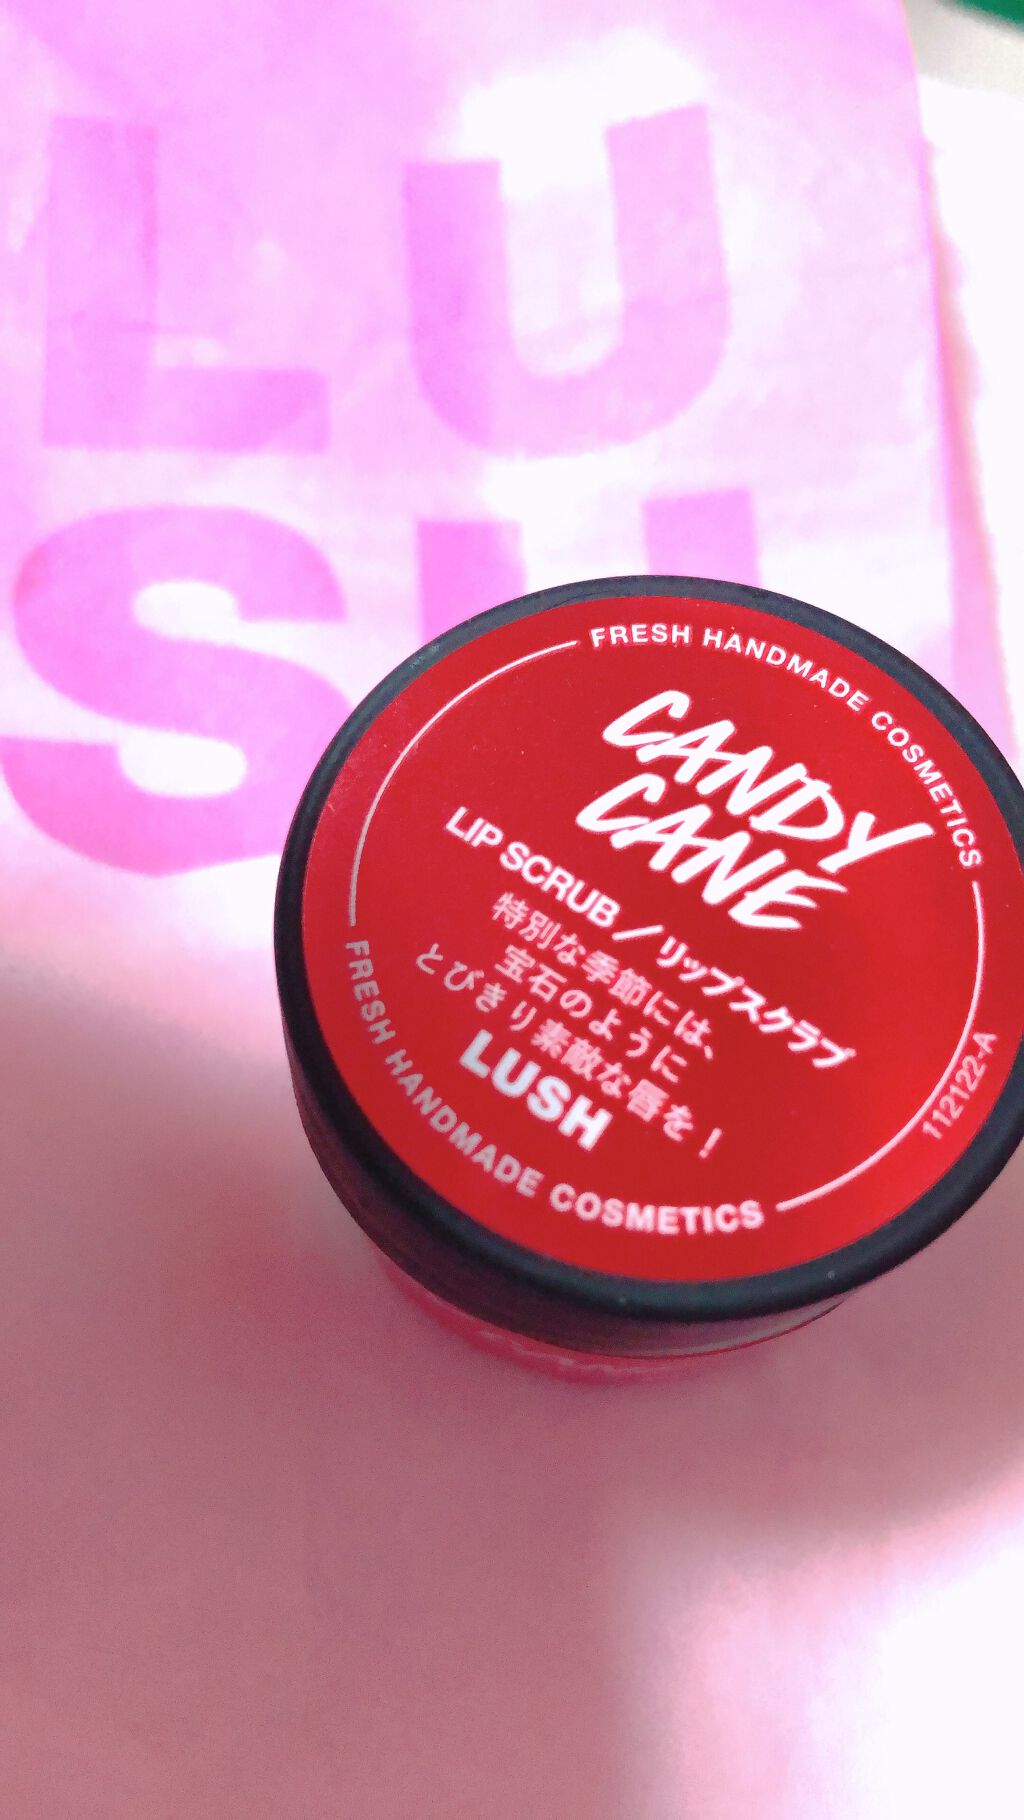 LU
SH
FRESH HANDMADE COSMETICS
CANDY
CANE
LIP SCRUB／リップスクラブ
特別な季節には、
宝石のように
とびきり素敵な唇を！
LUSH
FRESH HANDMADE COSMETICS
112122-A